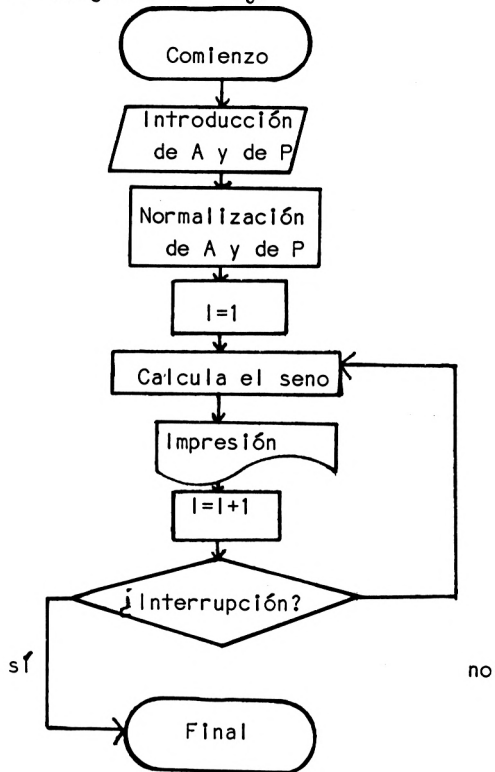 Comienzo
Introducción
de A y de P
Normalización
de A y de P
I=1
Calcula el seno
Impresión
I=I+1
¿Interrupción?
sí
no
Final